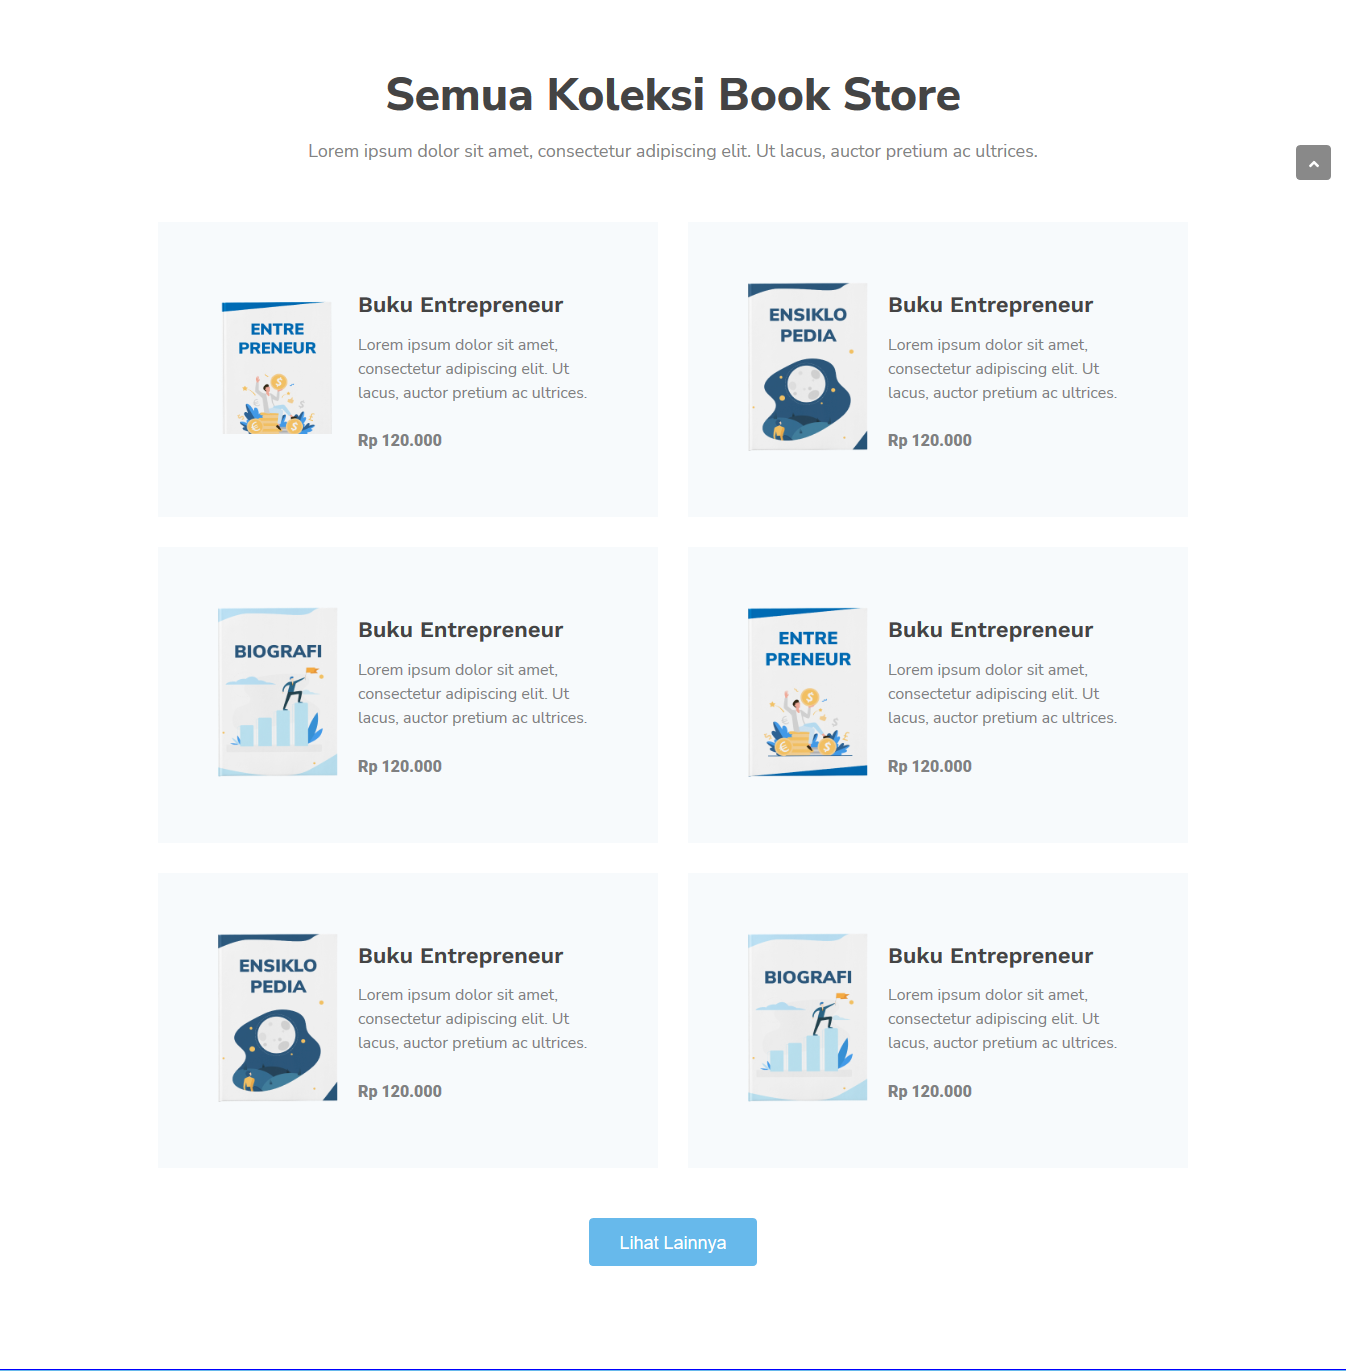 Semua Koleksi Book Store
Lorem ipsum dolor sit amet, consectetur adipiscing elit. Ut lacus, auctor pretium ac ultrices.
ENTRE
PRENEUR
Buku Entrepreneur
Lorem ipsum dolor sit amet,
consectetur adipiscing elit. Ut
lacus, auctor pretium ac ultrices.
Rp 120.000
ENSIKLO
PEDIA
Buku Entrepreneur
Lorem ipsum dolor sit amet,
consectetur adipiscing elit. Ut
lacus, auctor pretium ac ultrices.
Rp 120.000
BIOGRAFI
Buku Entrepreneur
Lorem ipsum dolor sit amet,
consectetur adipiscing elit. Ut
lacus, auctor pretium ac ultrices.
Rp 120.000
ENTRE
PRENEUR
Buku Entrepreneur
Lorem ipsum dolor sit amet,
consectetur adipiscing elit. Ut
lacus, auctor pretium ac ultrices.
Rp 120.000
ENSIKLO
PEDIA
Buku Entrepreneur
Lorem ipsum dolor sit amet,
consectetur adipiscing elit. Ut
lacus, auctor pretium ac ultrices.
Rp 120.000
BIOGRAFI
Buku Entrepreneur
Lorem ipsum dolor sit amet,
consectetur adipiscing elit. Ut
lacus, auctor pretium ac ultrices.
Rp 120.000
Lihat Lainnya